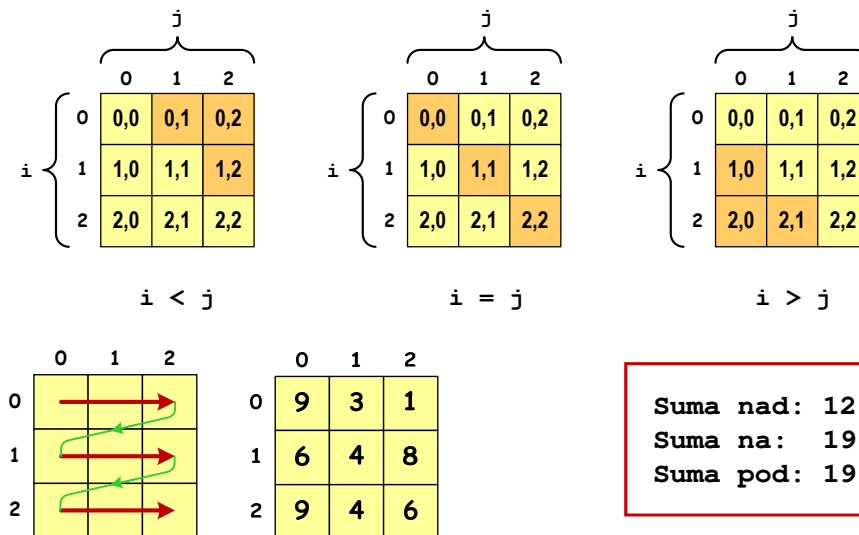 j j j
0 1 2 0 1 2 0 1 2
0 0,0 0,1 0,2 0 0,0 0,1 0,2 0 0,0 0,1 0,2
i 1 1,0 1,1 1,2 i 1 1,0 1,1 1,2 i 1 1,0 1,1 1,2
2 2,0 2,1 2,2 2 2,0 2,1 2,2 2 2,0 2,1 2,2
i < j i = j i > j
0 1 2 0 1 2
0 0 9 3 1
1 1 6 4 8
2 2 9 4 6
Suma nad: 12
Suma na: 19
Suma pod: 19